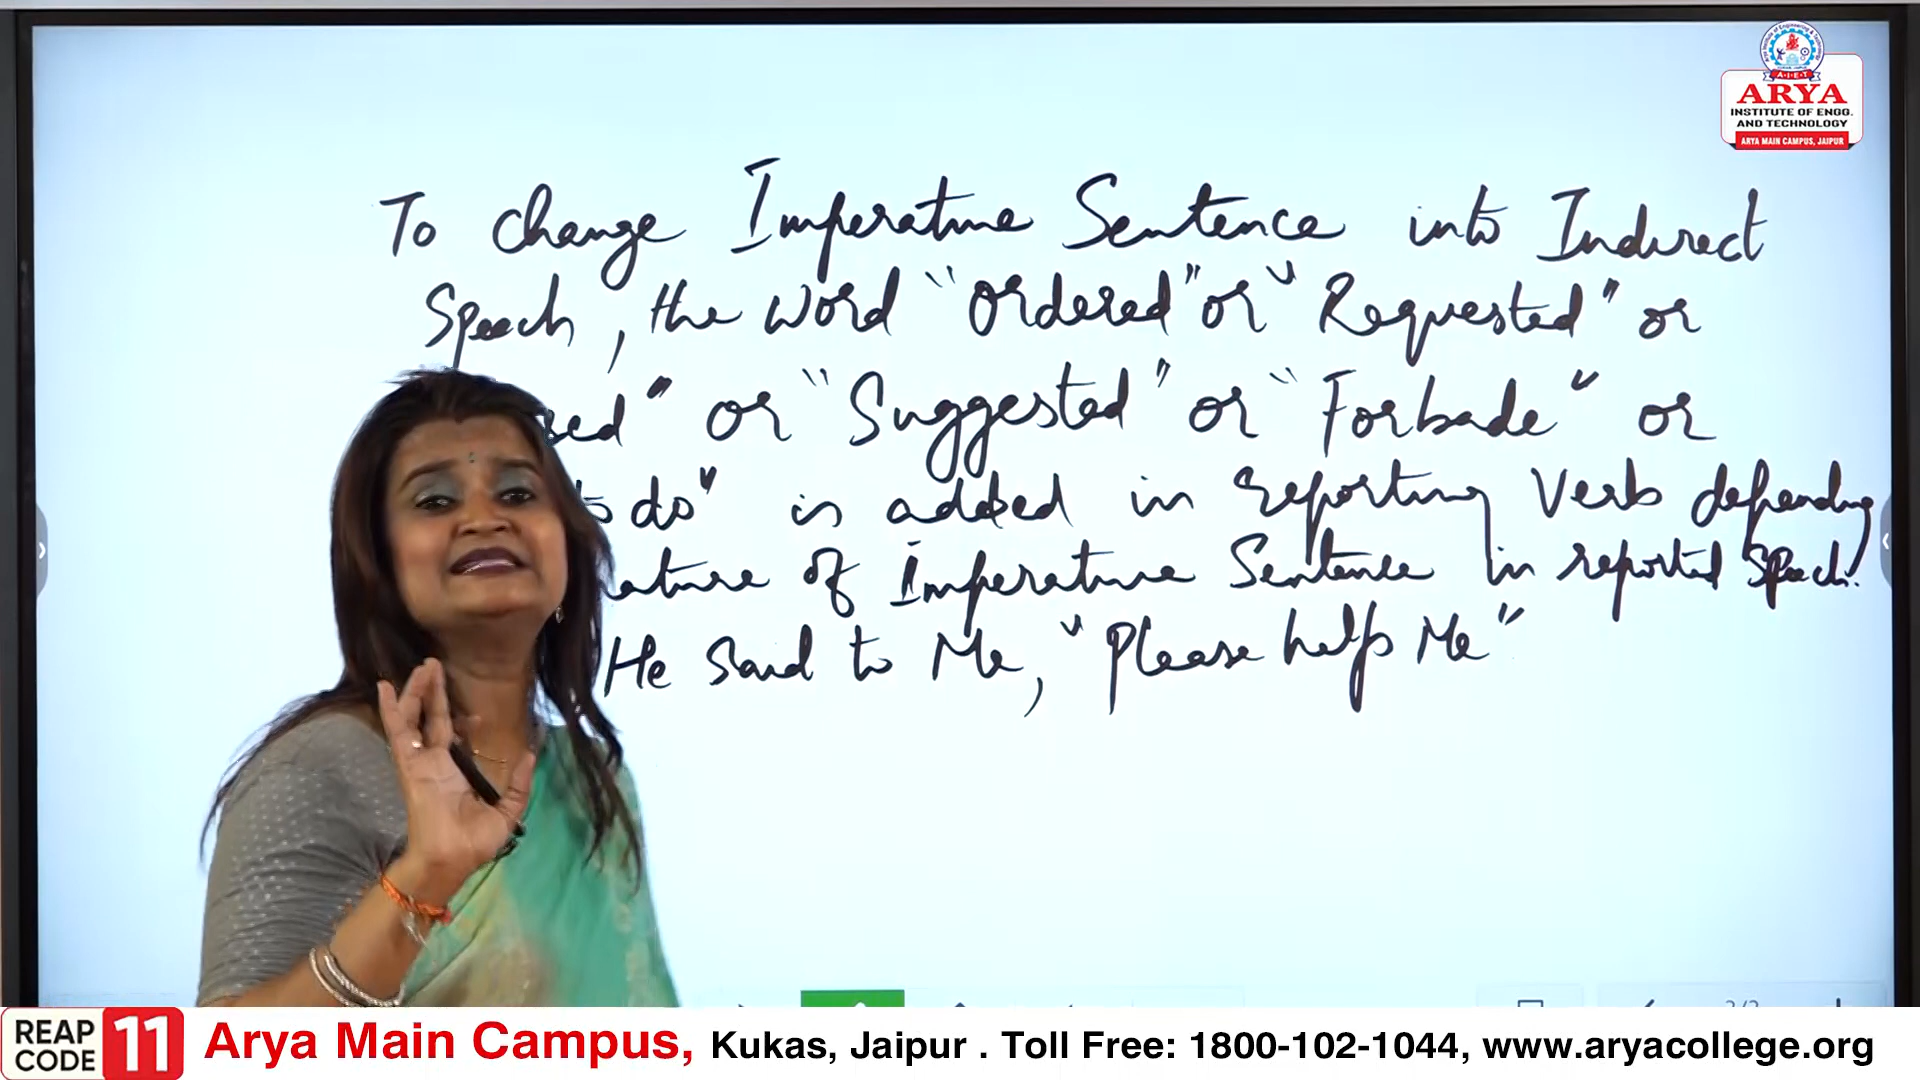 ARYA
INSTITUTE OF ENGG.
AND TECHNOLOGY
ARYA MAIN CAMPUS, JAIPUR
To change Imperative Sentence into Indirect
Speech, the word "Ordered" or "Requested" or
sed" or "Suggested" or "Forbade" or
to do" is added in reporting Verb depending
nature of Imperative Sentence in reported Speech.
He Said to Me, "Please help Me"
REAP CODE 11
Arya Main Campus, Kukas, Jaipur . Toll Free: 1800-102-1044, www.aryacollege.org